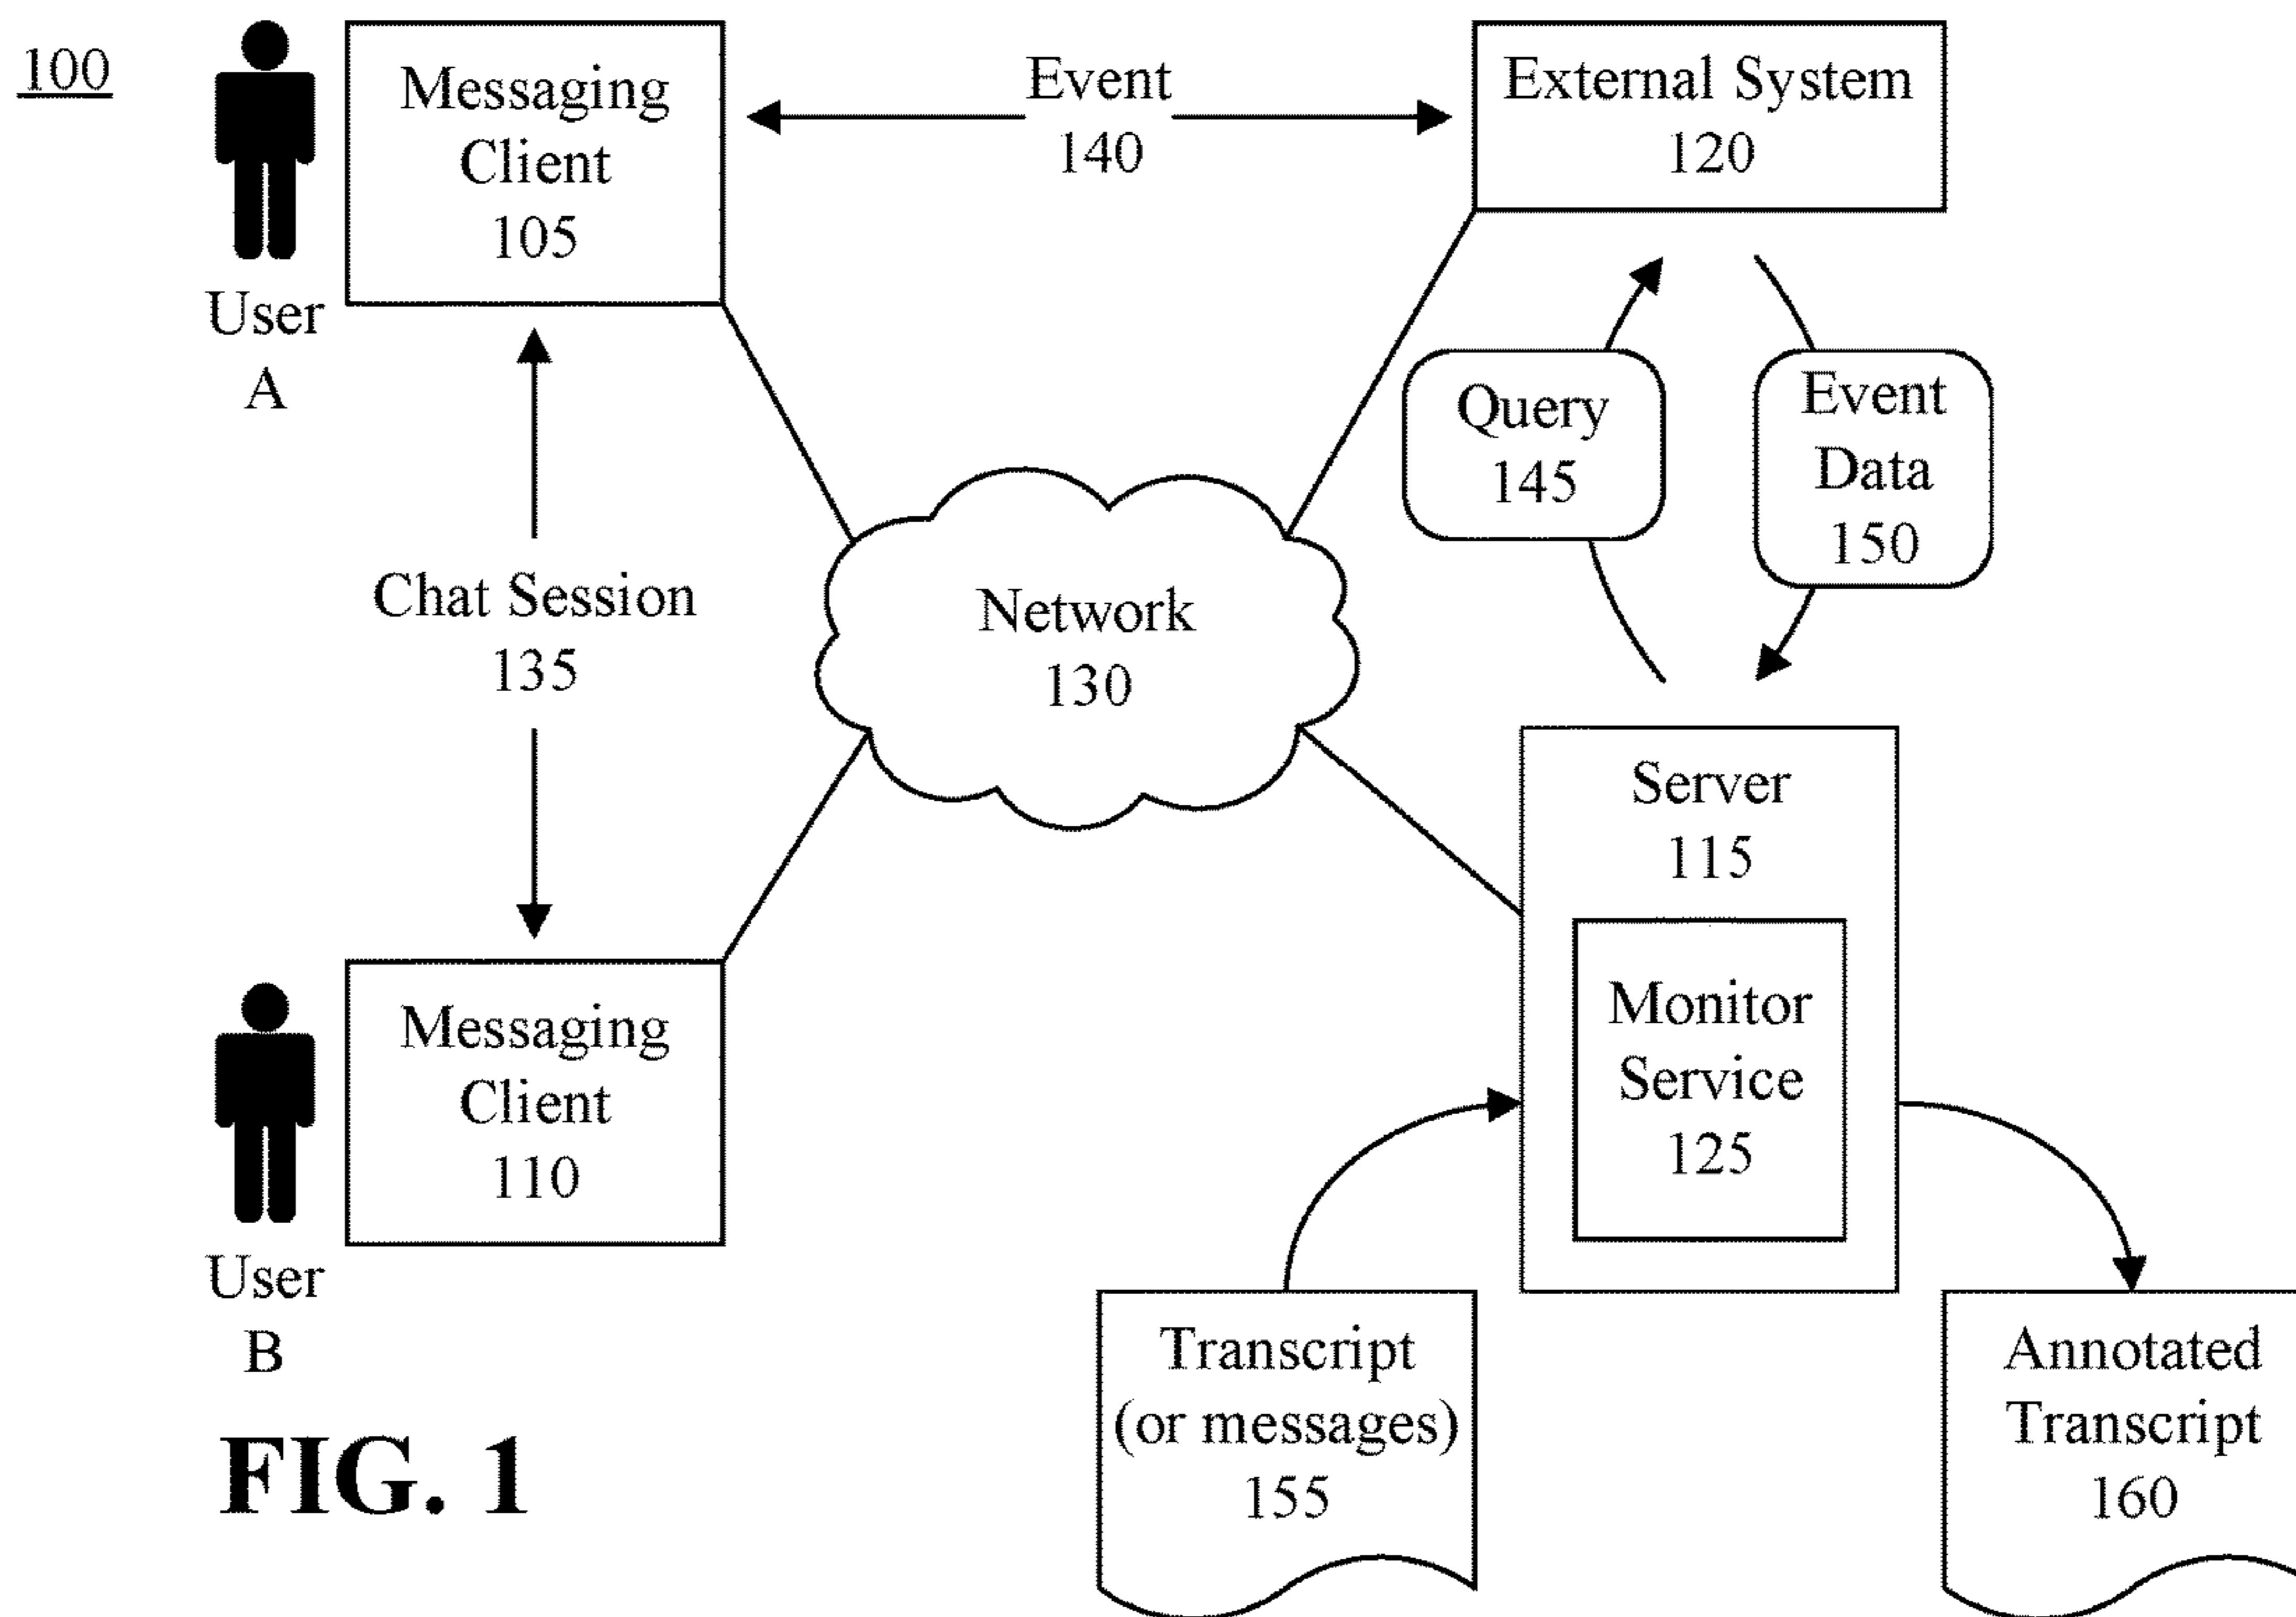 100
Messaging
Client
105
User
A
Event
140
External System
120
Query
145
Event
Data
150
Chat Session
135
Network
130
Server
115
Monitor
Service
125
Messaging
Client
110
User
B
Transcript
(or messages)
155
Annotated
Transcript
160
FIG. 1